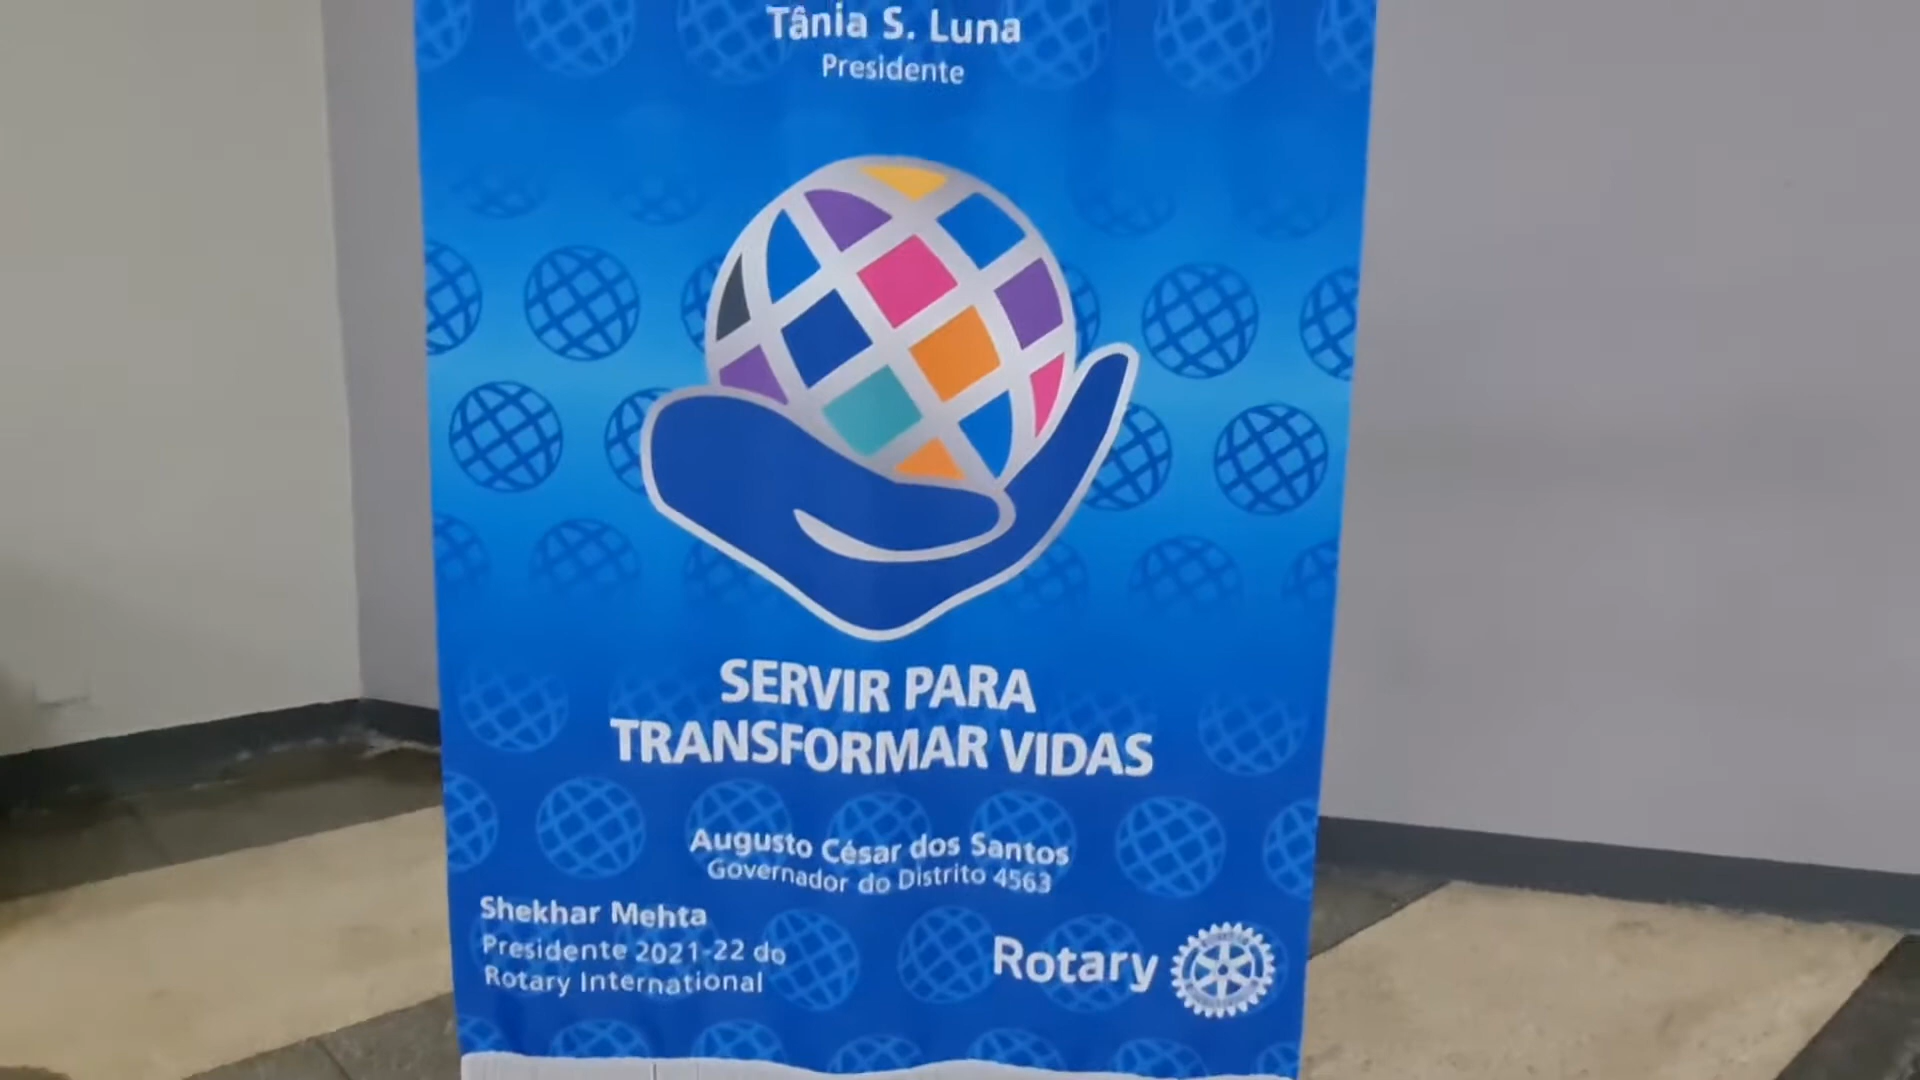 Tânia S. Luna
Presidente
SERVIR PARA
TRANSFORMAR VIDAS
Augusto César dos Santos
Governador do Distrito 4563
Shekhar Mehta
Presidente 2021-22 do
Rotary International
Rotary